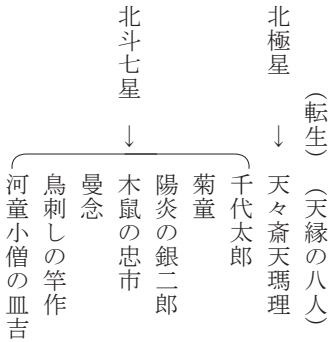 （転生）　（天縁の八人）
北極星　→　天々斎天瑪理
千代太郎
菊童
陽炎の銀二郎
北斗七星　→　木鼠の忠市
曼念
鳥刺しの竿作
河童小僧の皿吉